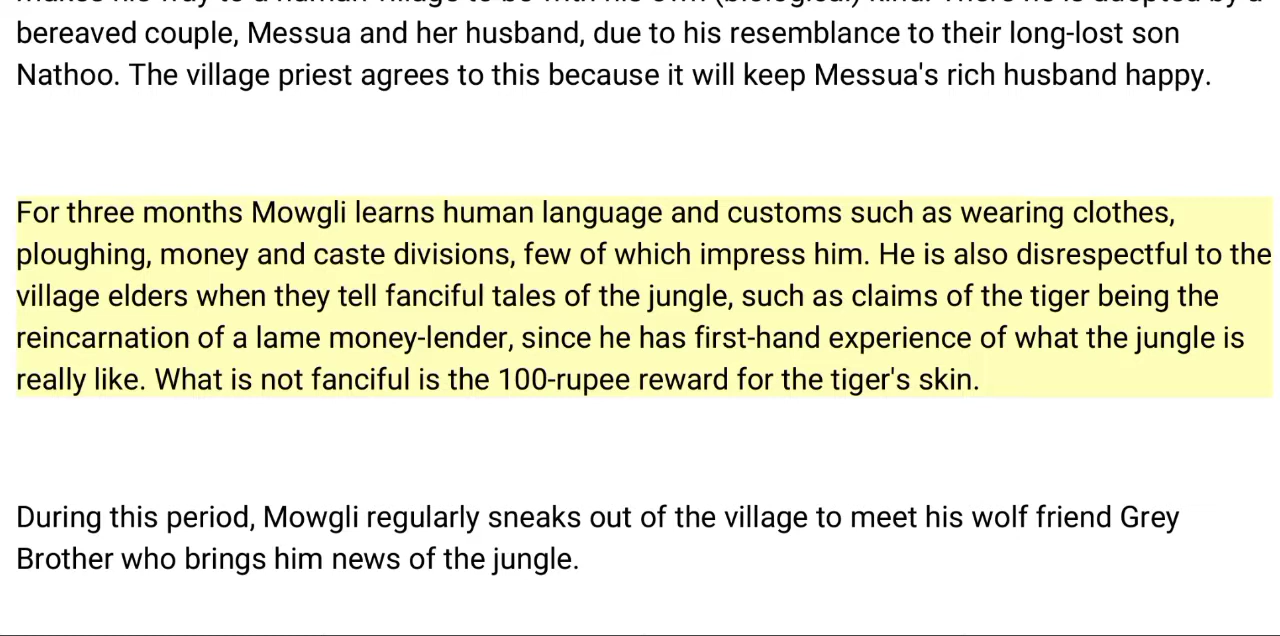 bereaved couple, Messua and her husband, due to his resemblance to their long-lost son
Nathoo. The village priest agrees to this because it will keep Messua's rich husband happy.
For three months Mowgli learns human language and customs such as wearing clothes,
ploughing, money and caste divisions, few of which impress him. He is also disrespectful to the
village elders when they tell fanciful tales of the jungle, such as claims of the tiger being the
reincarnation of a lame money-lender, since he has first-hand experience of what the jungle is
really like. What is not fanciful is the 100-rupee reward for the tiger's skin.
During this period, Mowgli regularly sneaks out of the village to meet his wolf friend Grey
Brother who brings him news of the jungle.